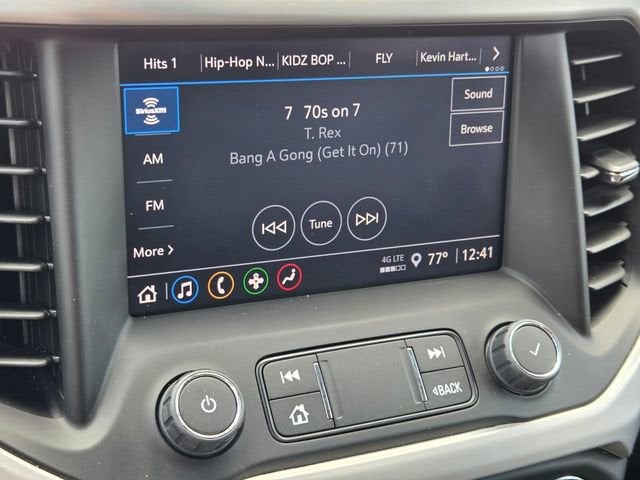 Hits 1 Hip-Hop N... KIDZ BOP ... FLY Kevin Hart...
SiriusXM
7 70s on 7
T. Rex
Bang A Gong (Get It On) (71)
Sound
Browse
AM
FM
More
Tune
4G LTE 77° 12:41
BACK